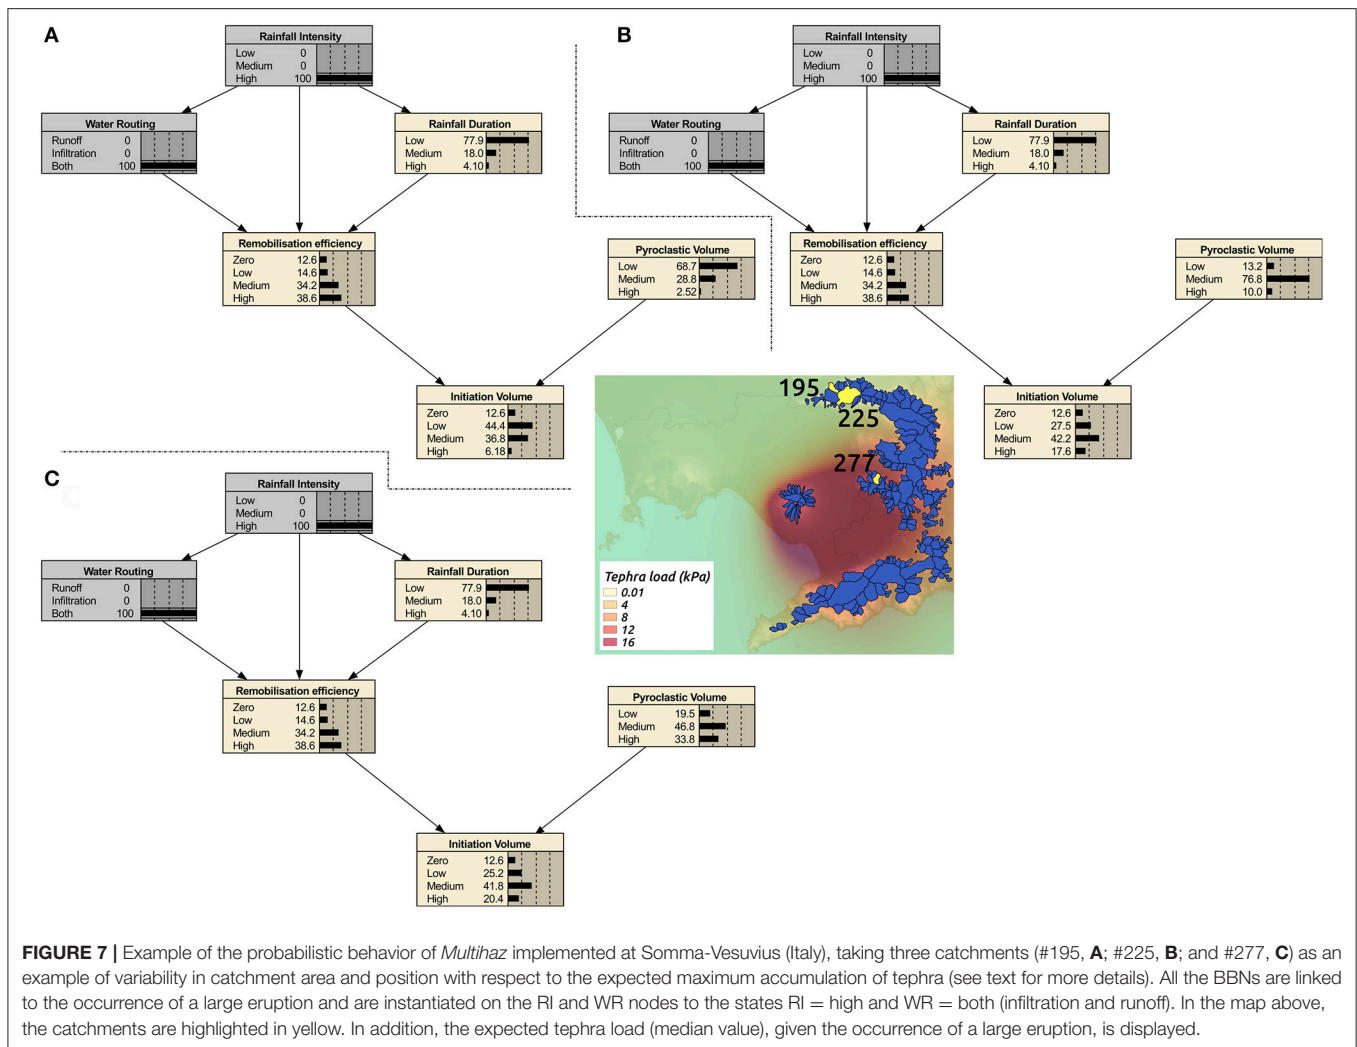 A
Rainfall Intensity
Low 0
Medium 0
High 100
Water Routing
Runoff 0
Infiltration 0
Both 100
Rainfall Duration
Low 77.9
Medium 18.0
High 4.10
Remobilisation efficiency
Zero 12.6
Low 14.6
Medium 34.2
High 38.6
Pyroclastic Volume
Low 68.7
Medium 28.8
High 2.52
Initiation Volume
Zero 12.6
Low 44.4
Medium 36.8
High 6.18
B
Rainfall Intensity
Low 0
Medium 0
High 100
Water Routing
Runoff 0
Infiltration 0
Both 100
Rainfall Duration
Low 77.9
Medium 18.0
High 4.10
Remobilisation efficiency
Zero 12.6
Low 14.6
Medium 34.2
High 38.6
Pyroclastic Volume
Low 13.2
Medium 76.8
High 10.0
Initiation Volume
Zero 12.6
Low 27.5
Medium 42.2
High 17.6
195
225
277
Tephra load (kPa)
0.01
4
8
12
16
C
Rainfall Intensity
Low 0
Medium 0
High 100
Water Routing
Runoff 0
Infiltration 0
Both 100
Rainfall Duration
Low 77.9
Medium 18.0
High 4.10
Remobilisation efficiency
Zero 12.6
Low 14.6
Medium 34.2
High 38.6
Pyroclastic Volume
Low 19.5
Medium 46.8
High 33.8
Initiation Volume
Zero 12.6
Low 25.2
Medium 41.8
High 20.4
FIGURE 7 | Example of the probabilistic behavior of Multihaz implemented at Somma-Vesuvius (Italy), taking three catchments (#195, A; #225, B; and #277, C) as an
example of variability in catchment area and position with respect to the expected maximum accumulation of tephra (see text for more details). All the BBNs are linked
to the occurrence of a large eruption and are instantiated on the RI and WR nodes to the states RI = high and WR = both (infiltration and runoff). In the map above,
the catchments are highlighted in yellow. In addition, the expected tephra load (median value), given the occurrence of a large eruption, is displayed.